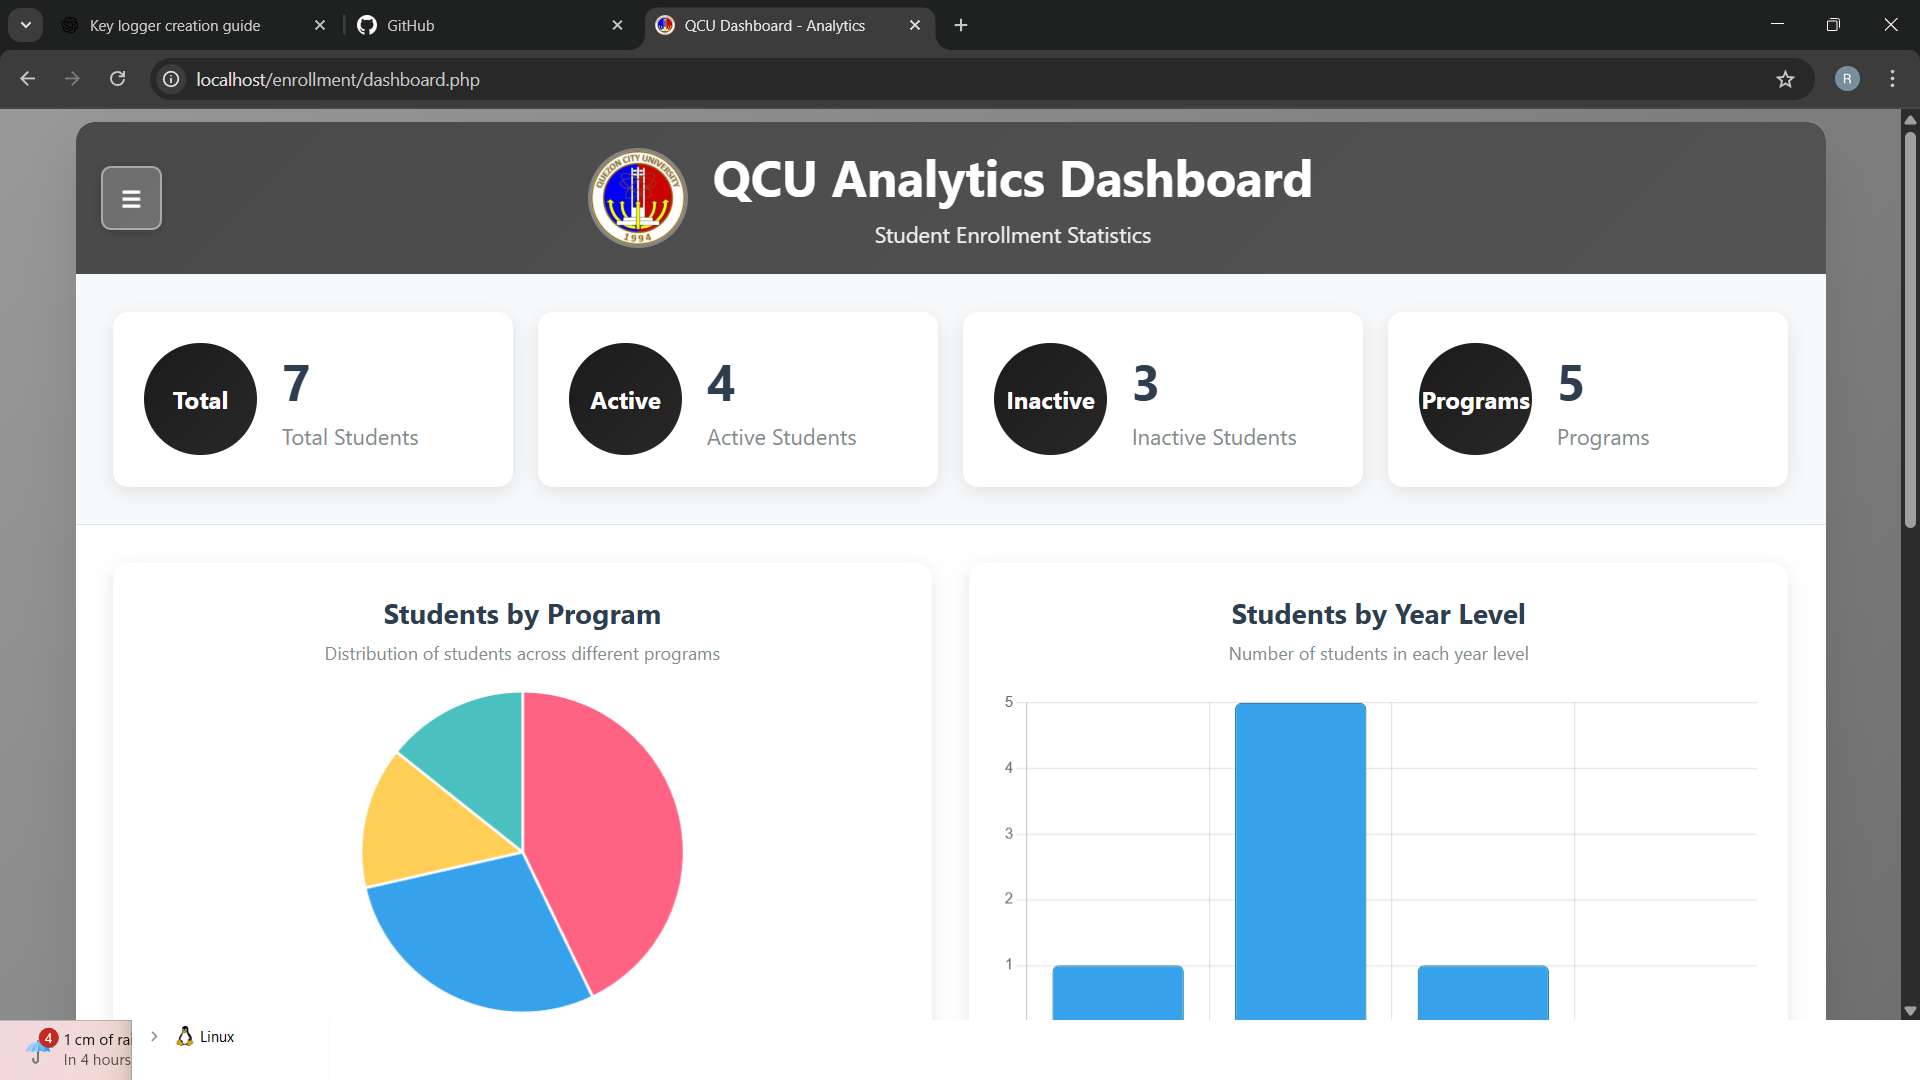 Key logger creation guide
GitHub
QCU Dashboard - Analytics
localhost/enrollment/dashboard.php
R
QUEZON CITY UNIVERSITY
1994
QCU Analytics Dashboard
Student Enrollment Statistics
Total
7
Total Students
Active
4
Active Students
Inactive
3
Inactive Students
Programs
5
Programs
Students by Program
Distribution of students across different programs
Students by Year Level
Number of students in each year level
5
4
3
2
1
4
1 cm of rai
In 4 hours
Linux